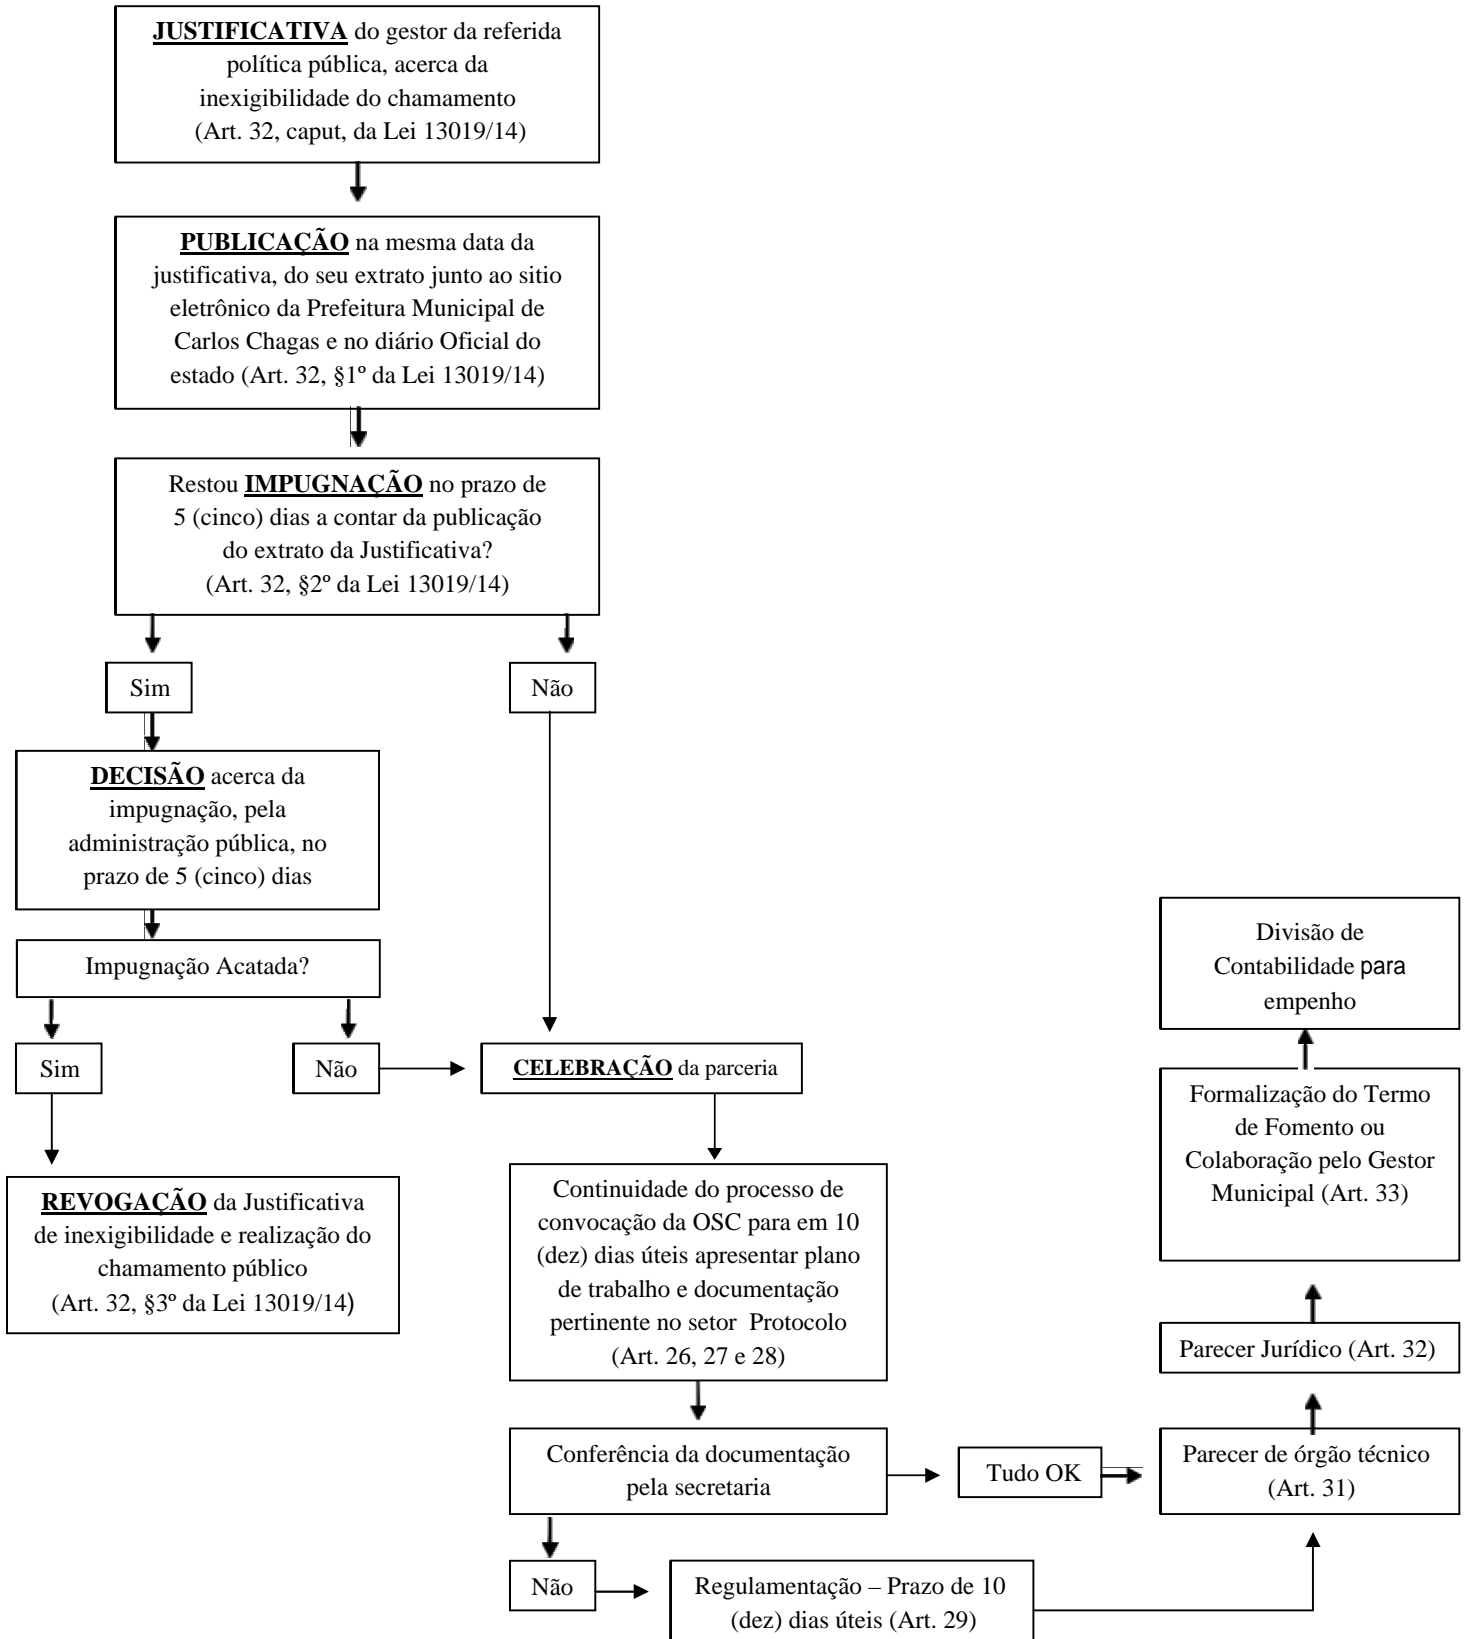 JUSTIFICATIVA do gestor da referida
política pública, acerca da
inexigibilidade do chamamento
(Art. 32, caput, da Lei 13019/14)
PUBLICAÇÃO na mesma data da
justificativa, do seu extrato junto ao sitio
eletrônico da Prefeitura Municipal de
Carlos Chagas e no diário Oficial do
estado (Art. 32, §1º da Lei 13019/14)
Restou IMPUGNAÇÃO no prazo de
5 (cinco) dias a contar da publicação
do extrato da Justificativa?
(Art. 32, §2º da Lei 13019/14)
Sim
Não
DECISÃO acerca da
impugnação, pela
administração pública, no
prazo de 5 (cinco) dias
Impugnação Acatada?
Sim
Não
CELEBRAÇÃO da parceria
REVOGAÇÃO da Justificativa
de inexigibilidade e realização do
chamamento público
(Art. 32, §3º da Lei 13019/14)
Continuidade do processo de
convocação da OSC para em 10
(dez) dias úteis apresentar plano
de trabalho e documentação
pertinente no setor Protocolo
(Art. 26, 27 e 28)
Conferência da documentação
pela secretaria
Tudo OK
Não
Regulamentação – Prazo de 10
(dez) dias úteis (Art. 29)
Parecer de órgão técnico
(Art. 31)
Parecer Jurídico (Art. 32)
Formalização do Termo
de Fomento ou
Colaboração pelo Gestor
Municipal (Art. 33)
Divisão de
Contabilidade para
empenho